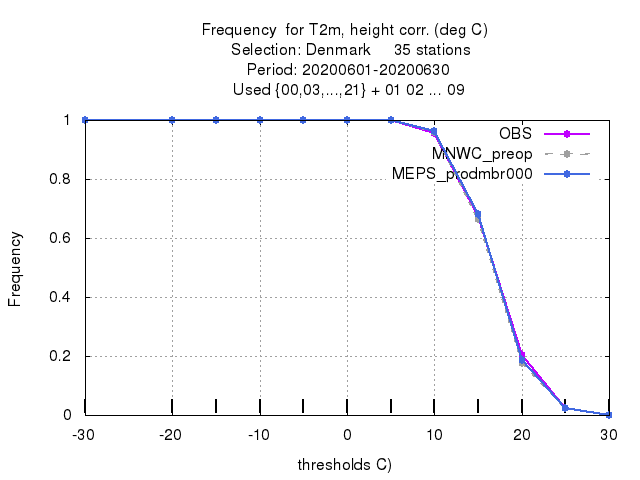 Frequency  for T2m, height corr. (deg C)
Selection: Denmark     35 stations
Period: 20200601-20200630
Used {00,03,...,21} + 01 02 ... 09
OBS
MNWC_preop
MEPS_prodmbr000
1
0.8
0.6
0.4
0.2
0
Frequency
-30 -20 -10 0 10 20 30
thresholds C)